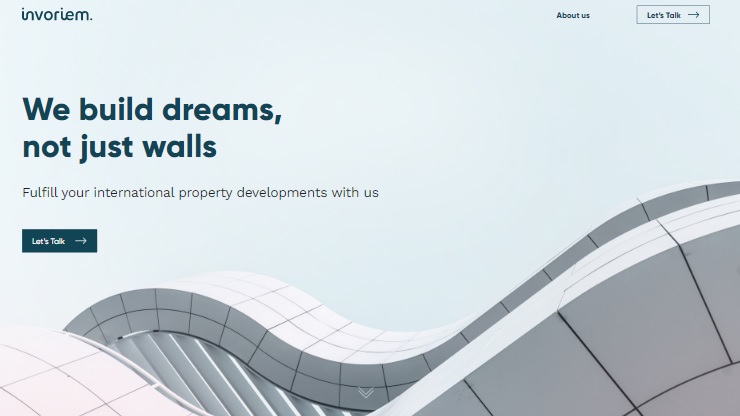 invoriem.
About us
Let's Talk
We build dreams,
not just walls
Fulfill your international property developments with us
Let's Talk